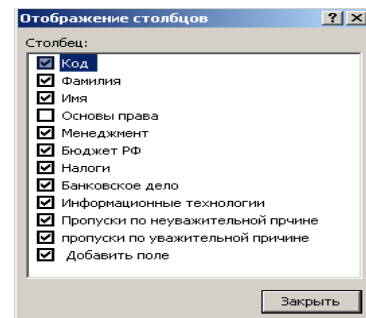 Отображение столбцов
Столбец:
Код
Фамилия
Имя
Основы права
Менеджмент
Бюджет РФ
Налоги
Банковское дело
Информационные технологии
Пропуски по неуважительной прчине
пропуски по уважительной причине
Добавить поле
Закрыть